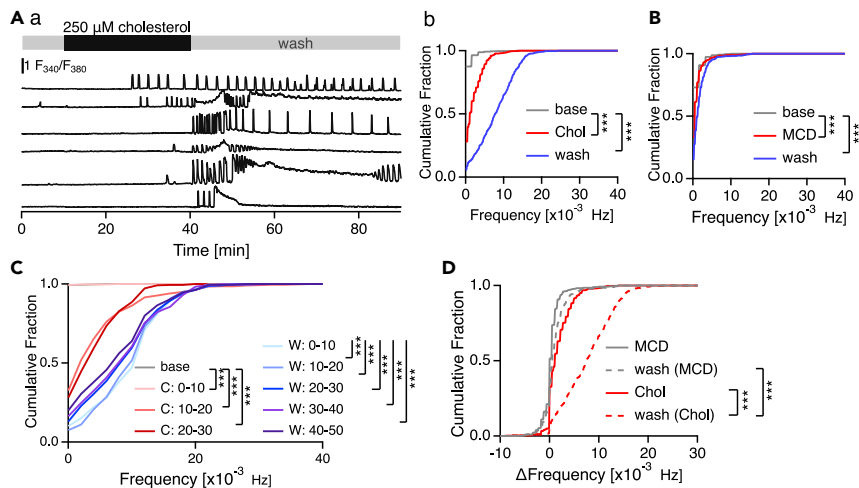 A a
250 µM cholesterol
wash
1 F340/F380
0 20 40 60 80
Time [min]
b
0.0
0.5
1.0
Cumulative Fraction
base
Chol
wash
***
***
0 10 20 30 40
Frequency [x10-3 Hz]
B
0.0
0.5
1.0
Cumulative Fraction
base
MCD
wash
***
***
0 10 20 30 40
Frequency [x10-3 Hz]
C
1.0
0.5
1.0
Cumulative Fraction
base
C: 0-10
C: 10-20
C: 20-30
***
***
***
W: 0-10
W: 10-20
W: 20-30
W: 30-40
W: 40-50
***
***
***
***
***
0 20 40
Frequency [x10-3 Hz]
D
1.0
0.5
0.0
Cumulative Fraction
MCD
wash (MCD)
Chol
wash (Chol)
***
***
-10 0 10 20 30
ΔFrequency [x10-3 Hz]